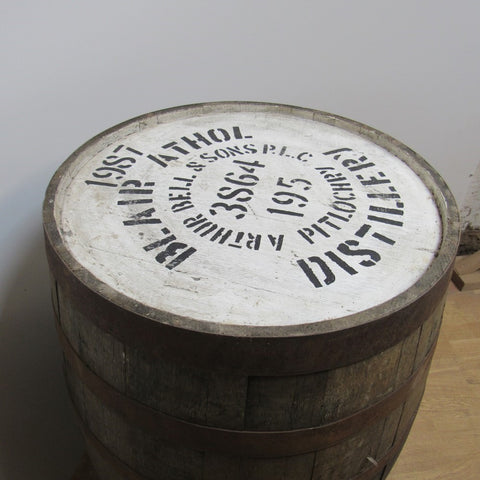 1987
BLAIR ATHOL DISTILLERY
ARTHUR BELL & SONS P.L.C. PITLOCHRY
3864
195